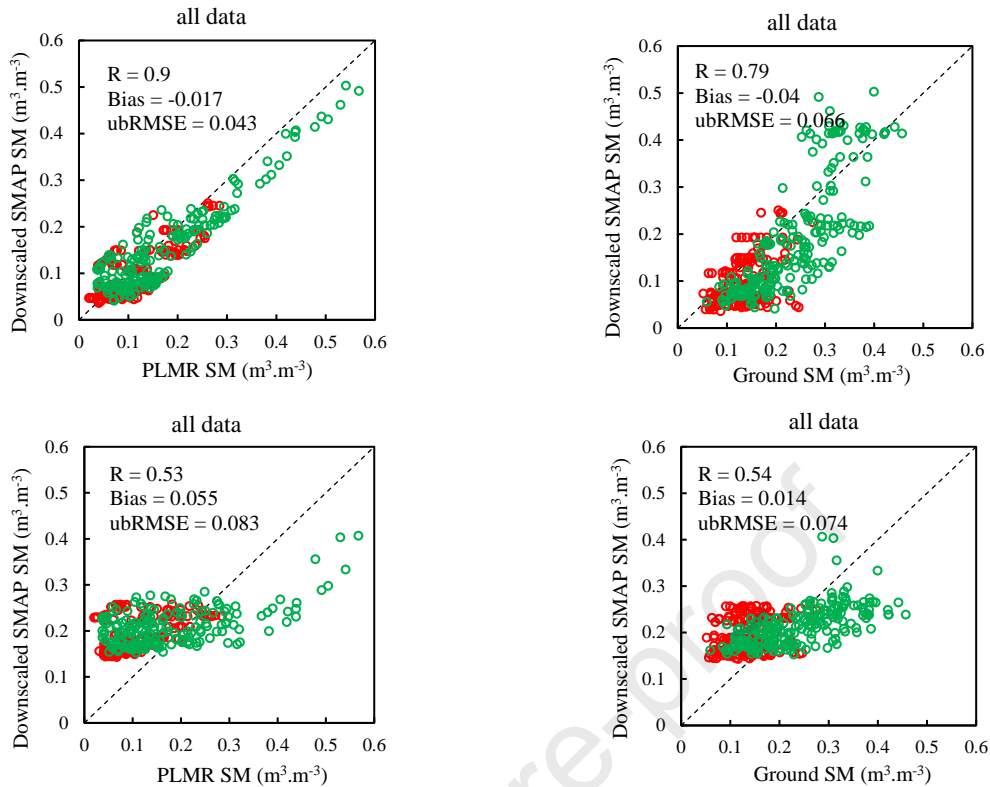 all data
Downscaled SMAP SM (m³.m⁻³)
0.6
0.5
0.4
0.3
0.2
0.1
0
R = 0.9
Bias = -0.017
ubRMSE = 0.043
0 0.1 0.2 0.3 0.4 0.5 0.6
PLMR SM (m³.m⁻³)
all data
Downscaled SMAP SM (m³.m⁻³)
0.6
0.5
0.4
0.3
0.2
0.1
0
R = 0.79
Bias = -0.04
ubRMSE = 0.066
0 0.1 0.2 0.3 0.4 0.5 0.6
Ground SM (m³.m⁻³)
all data
Downscaled SMAP SM (m³.m⁻³)
0.6
0.5
0.4
0.3
0.2
0.1
0
R = 0.53
Bias = 0.055
ubRMSE = 0.083
0 0.1 0.2 0.3 0.4 0.5 0.6
PLMR SM (m³.m⁻³)
all data
Downscaled SMAP SM (m³.m⁻³)
0.6
0.5
0.4
0.3
0.2
0.1
0
R = 0.54
Bias = 0.014
ubRMSE = 0.074
0 0.1 0.2 0.3 0.4 0.5 0.6
Ground SM (m³.m⁻³)
re-proof